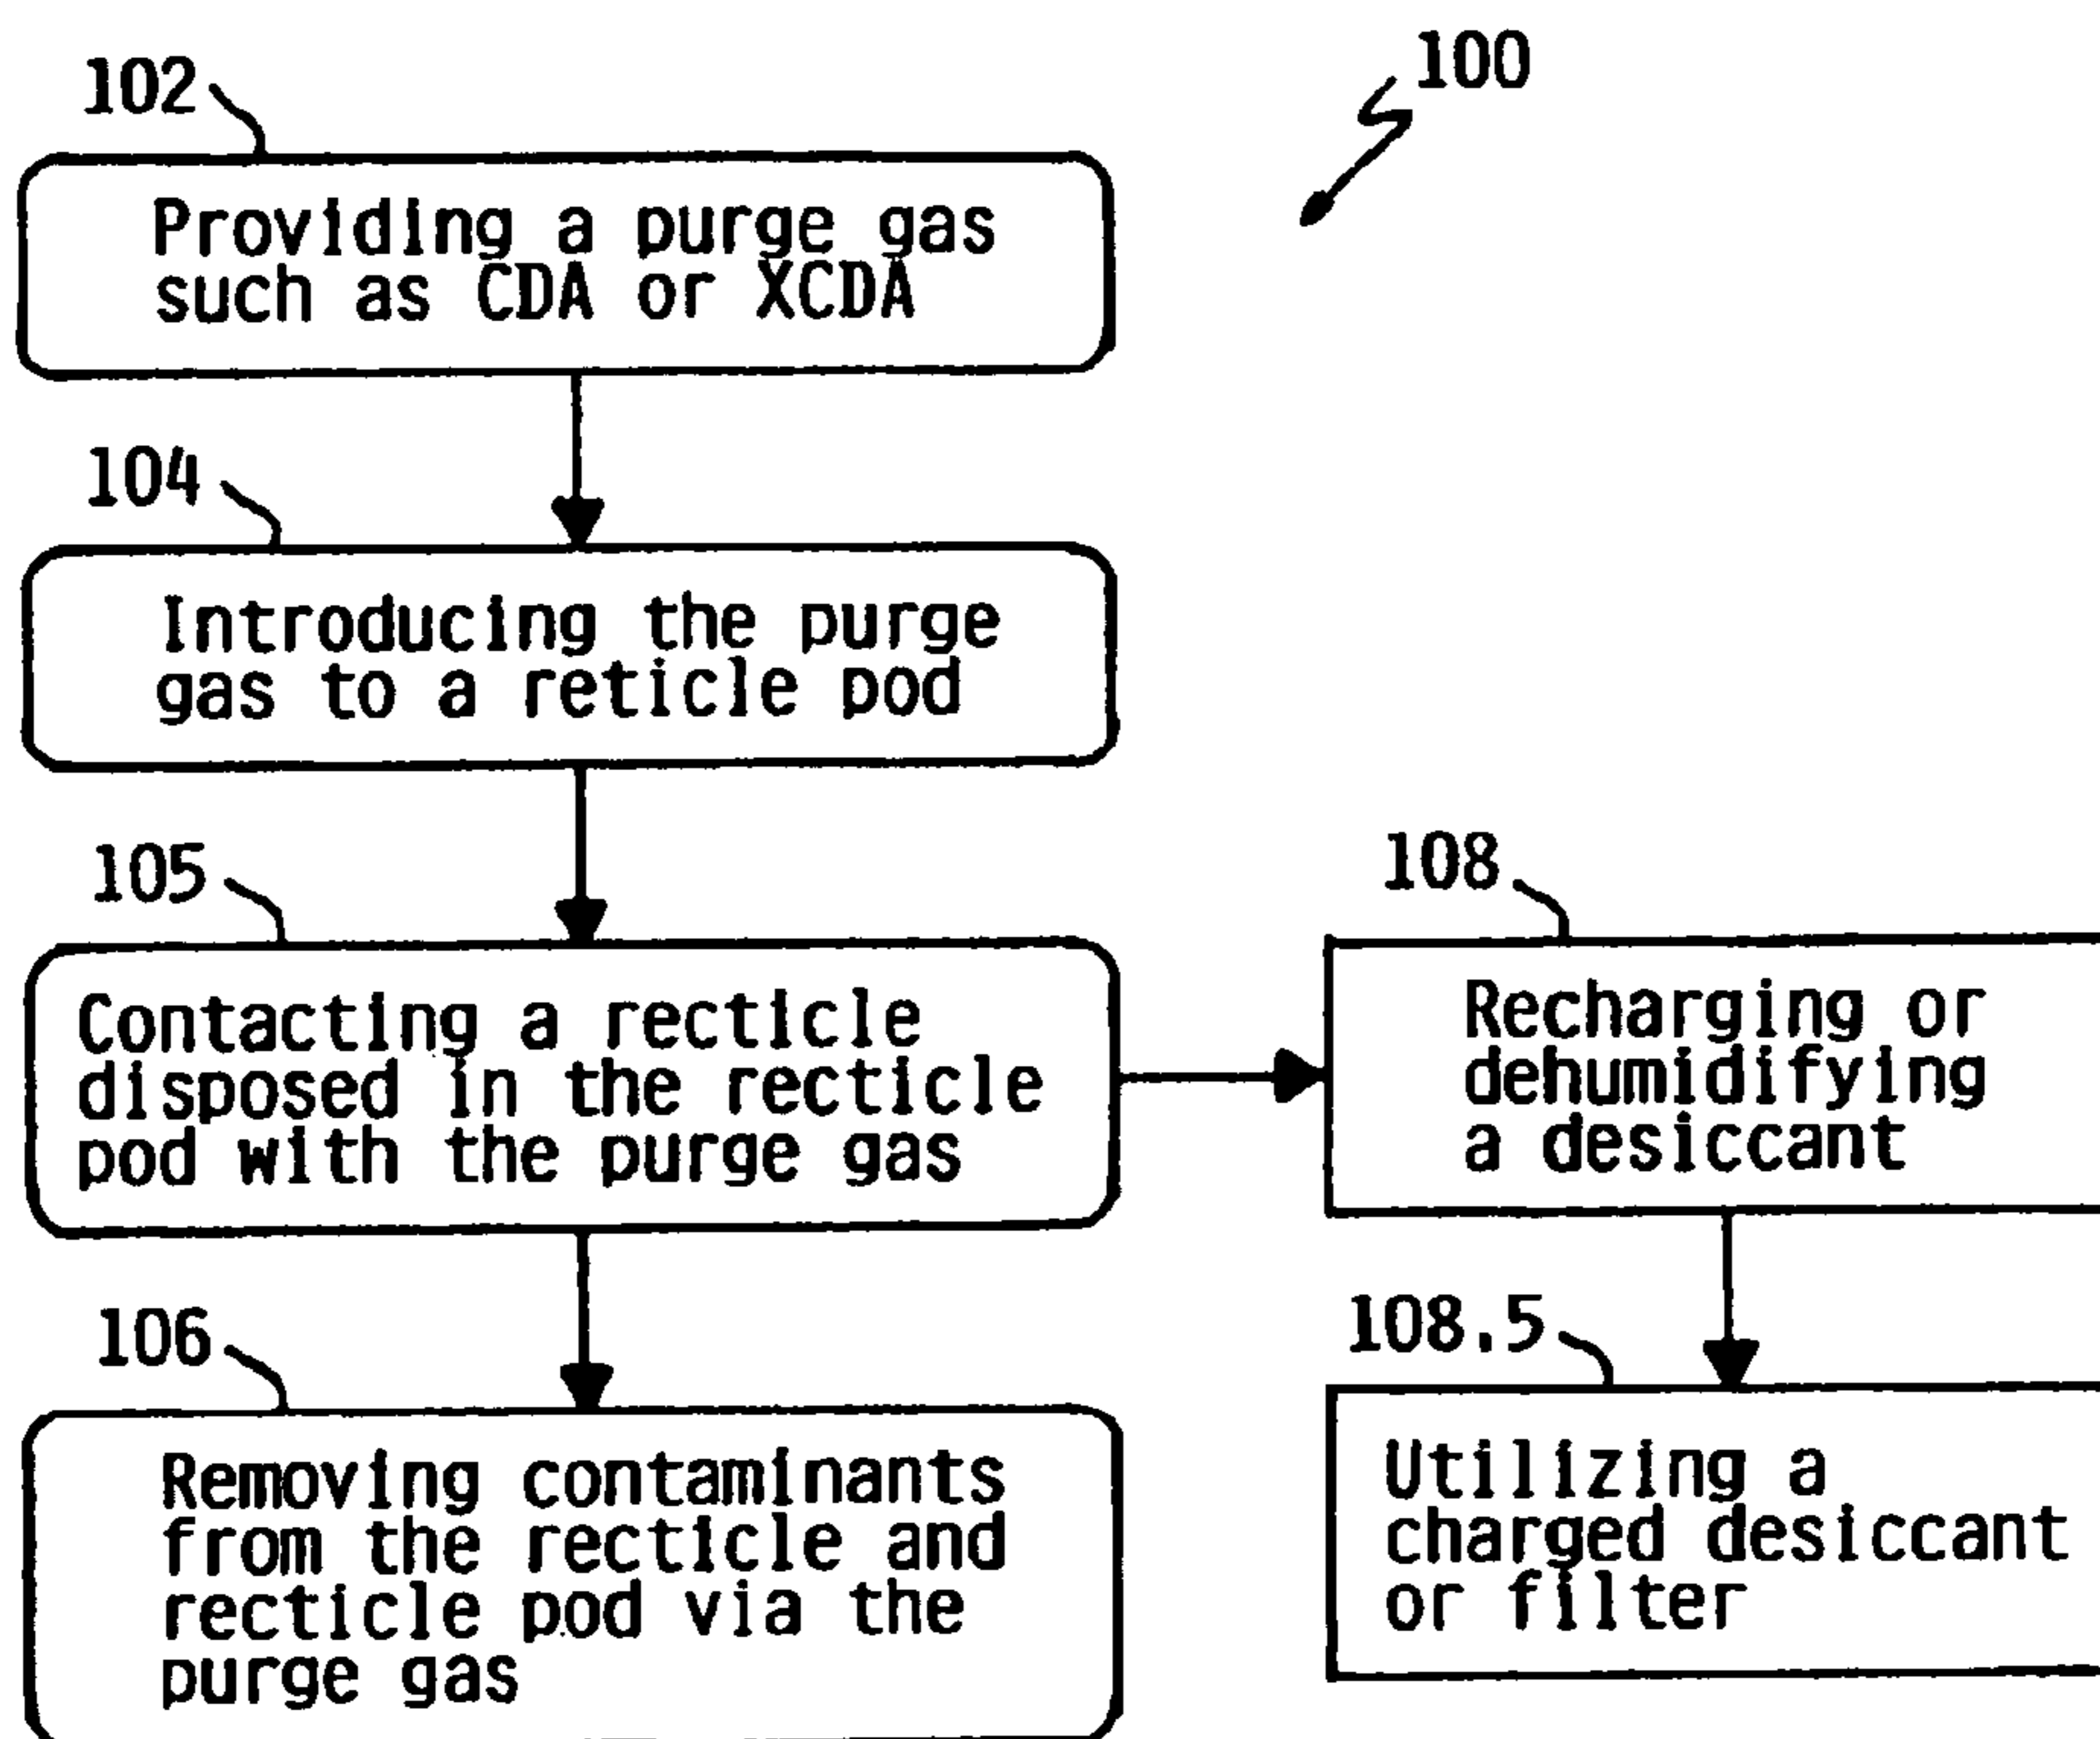 100
102
Providing a purge gas
such as CDA or XCDA
104
Introducing the purge
gas to a reticle pod
105
Contacting a recticle
disposed in the recticle
pod with the purge gas
106
Removing contaminants
from the recticle and
recticle pod via the
purge gas
108
Recharging or
dehumidifying
a desiccant
108.5
Utilizing a
charged desiccant
or filter